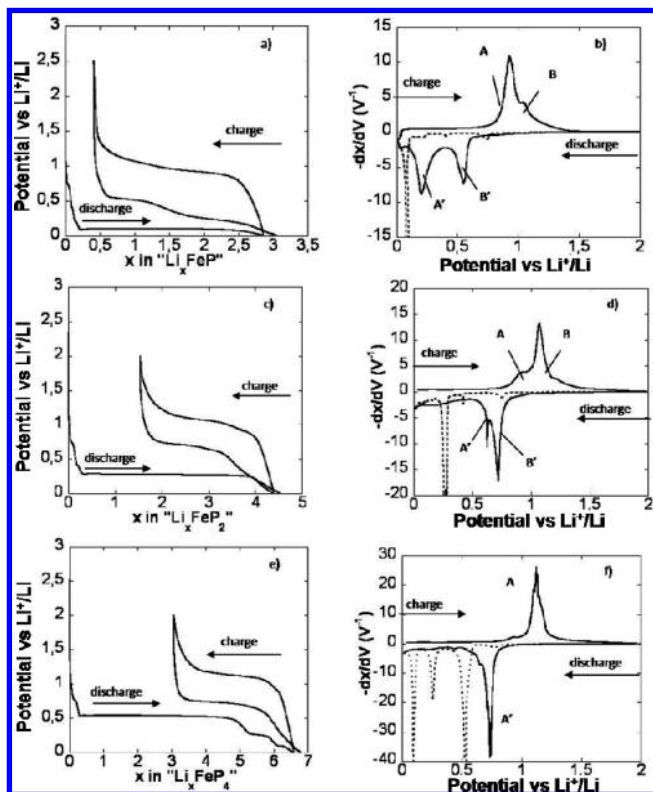 a)
Potential vs Li⁺/Li
3
2,5
2
1,5
1
0,5
0
charge
discharge
0 0,5 1 1,5 2 2,5 3 3,5
x in "LiₓFeP"
b)
-dx/dV (V⁻¹)
15
10
5
0
-5
-10
-15
A
B
charge
discharge
A'
B'
0 0,5 1 1,5 2
Potential vs Li⁺/Li
c)
Potential vs Li⁺/Li
3
2,5
2
1,5
1
0,5
0
charge
discharge
0 1 2 3 4 5
x in "LiₓFeP₂"
d)
-dx/dV (V⁻¹)
20
15
10
5
0
-5
-10
-15
-20
A
B
charge
discharge
A'
B'
0 0,5 1 1,5 2
Potential vs Li⁺/Li
e)
Potential vs Li⁺/Li
3
2,5
2
1,5
1
0,5
0
charge
discharge
0 1 2 3 4 5 6 7
x in "LiₓFeP₄"
f)
-dx/dV (V⁻¹)
30
20
10
0
-10
-20
-30
-40
A
charge
discharge
A'
0 0,5 1 1,5 2
Potential vs Li⁺/Li